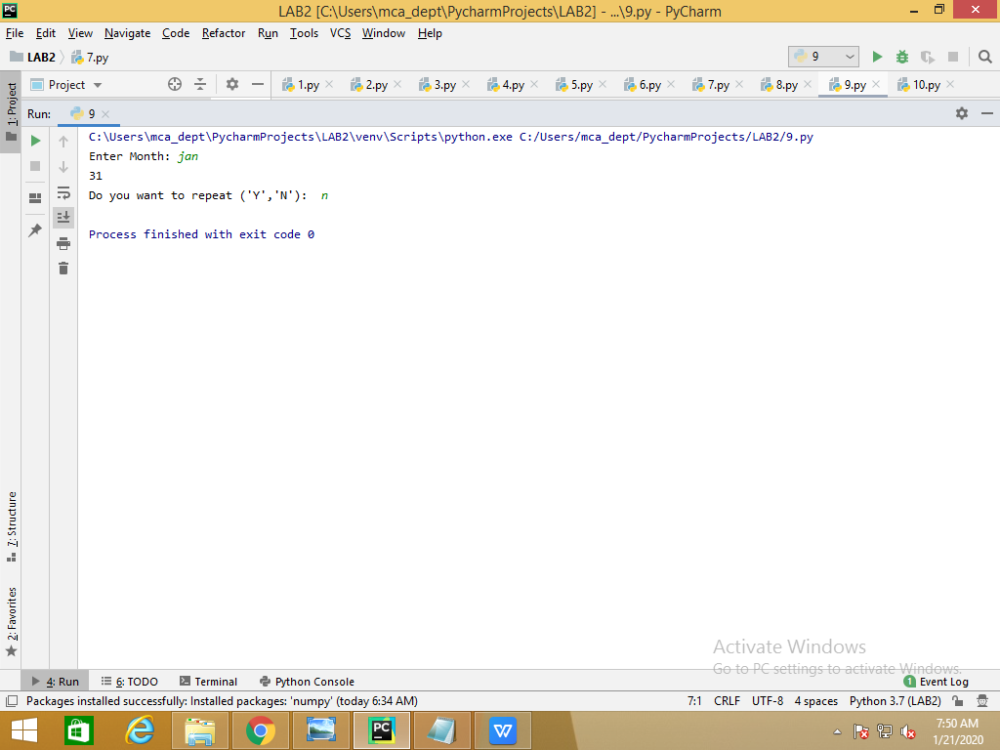 PC
LAB2 [C:\Users\mca_dept\PycharmProjects\LAB2] - ...\9.py - PyCharm
File Edit View Navigate Code Refactor Run Tools VCS Window Help
LAB2 7.py 9
1: Project
Project 1.py 2.py 3.py 4.py 5.py 6.py 7.py 8.py 9.py 10.py
Run: 9
C:\Users\mca_dept\PycharmProjects\LAB2\venv\Scripts\python.exe C:/Users/mca_dept/PycharmProjects/LAB2/9.py
Enter Month: jan
31
Do you want to repeat ('Y','N'): n
Process finished with exit code 0
7: Structure
2: Favorites
Activate Windows
Go to PC settings to activate Windows.
4: Run 6: TODO Terminal Python Console 1 Event Log
Packages installed successfully: Installed packages: 'numpy' (today 6:34 AM) 7:1 CRLF UTF-8 4 spaces Python 3.7 (LAB2)
PC W
7:50 AM
1/21/2020